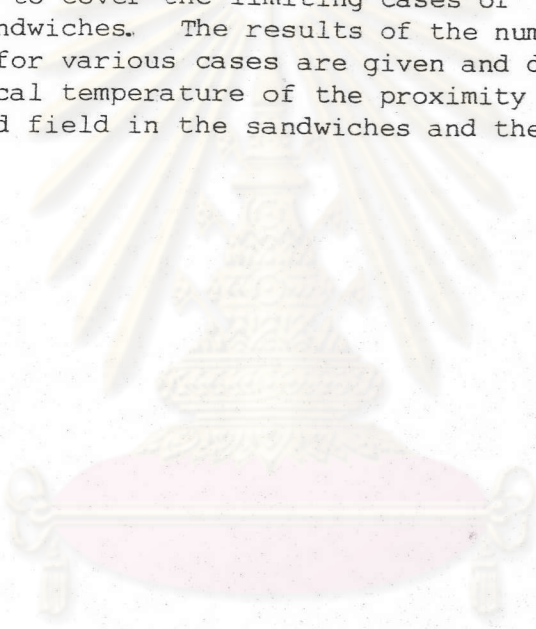 to cover the limiting cases of
ndwiches. The results of the num
for various cases are given and d
cal temperature of the proximity
d field in the sandwiches and the